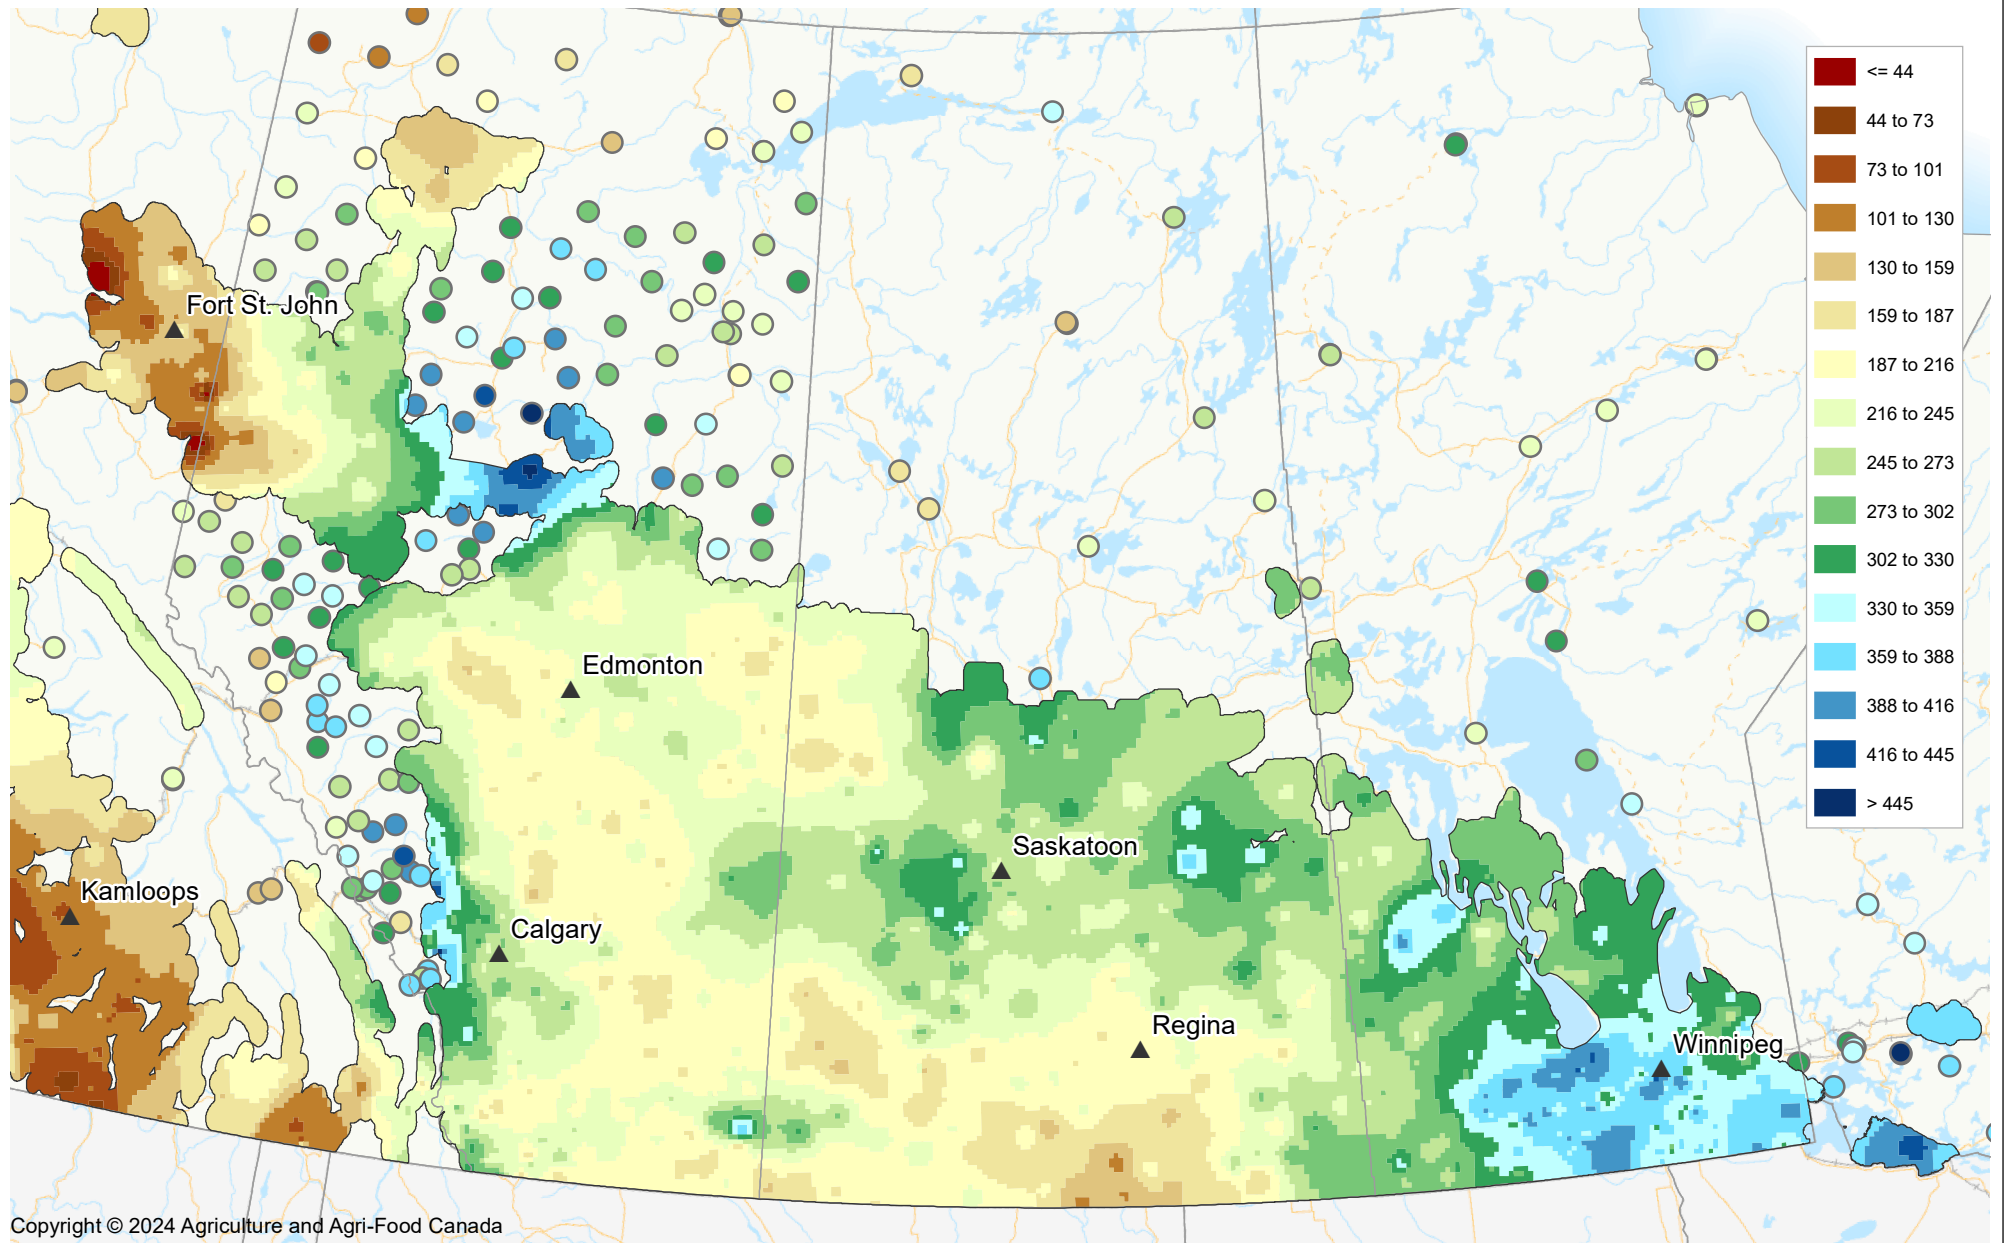 <= 44
44 to 73
73 to 101
101 to 130
130 to 159
159 to 187
187 to 216
216 to 245
245 to 273
273 to 302
302 to 330
330 to 359
359 to 388
388 to 416
416 to 445
> 445
Fort St. John
Edmonton
Saskatoon
Kamloops
Calgary
Regina
Winnipeg
Copyright © 2024 Agriculture and Agri-Food Canada